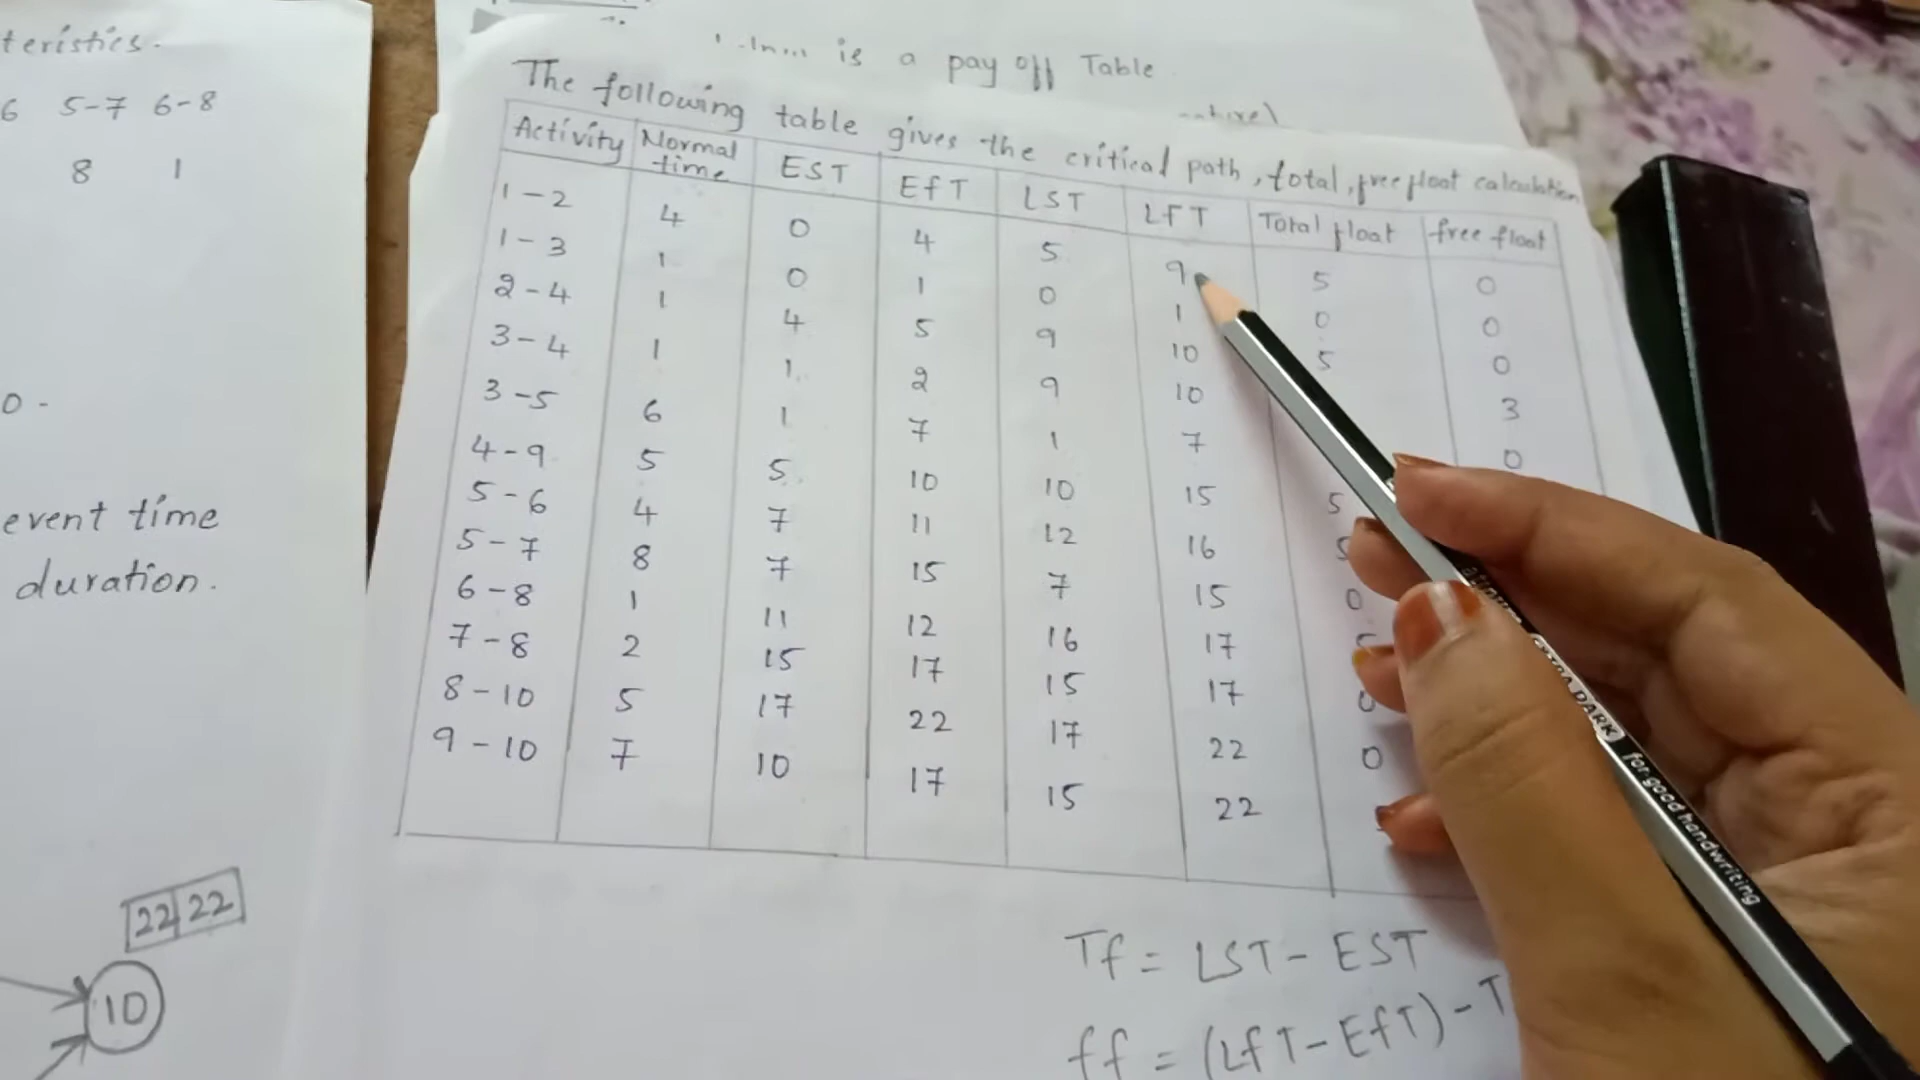 teristics.
6 5-7 6-8
8 1
0 -
event time
duration.
22 22
10
is a pay off Table
The following table gives the critical path, total, free float calculation
Activity Normal time EST EfT LST LFT Total float free float
1-2 4 0 4 5 9 5 0
1-3 1 0 1 0 1 0 0
2-4 1 4 5 9 10 5 0
3-4 1 1 2 9 10 3
3-5 6 1 7 1 7 0
4-9 5 5 10 10 15 5
5-6 4 7 11 12 16 5
5-7 8 7 15 7 15 0
6-8 1 11 12 16 17 5
7-8 2 15 17 15 17 0
8-10 5 17 22 17 22 0
9-10 7 10 17 15 22
Tf = LST - EST
ff = (LfT - EfT) - T
DARK for good handwriting